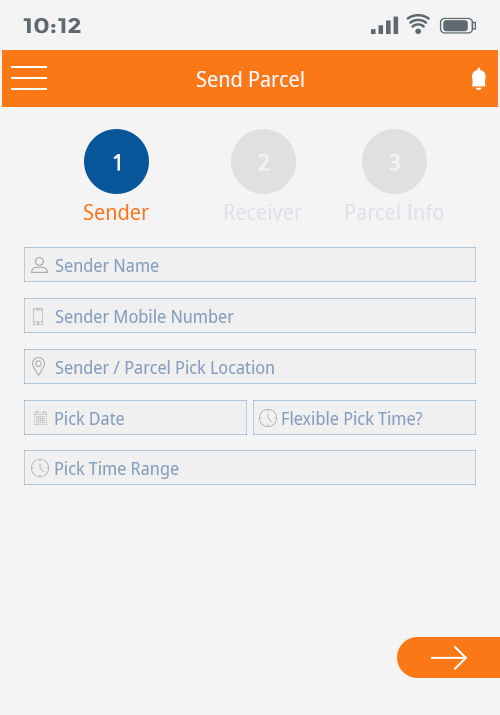 10:12
Send Parcel
1 2 3
Sender Receiver Parcel Info
Sender Name
Sender Mobile Number
Sender / Parcel Pick Location
Pick Date Flexible Pick Time?
Pick Time Range